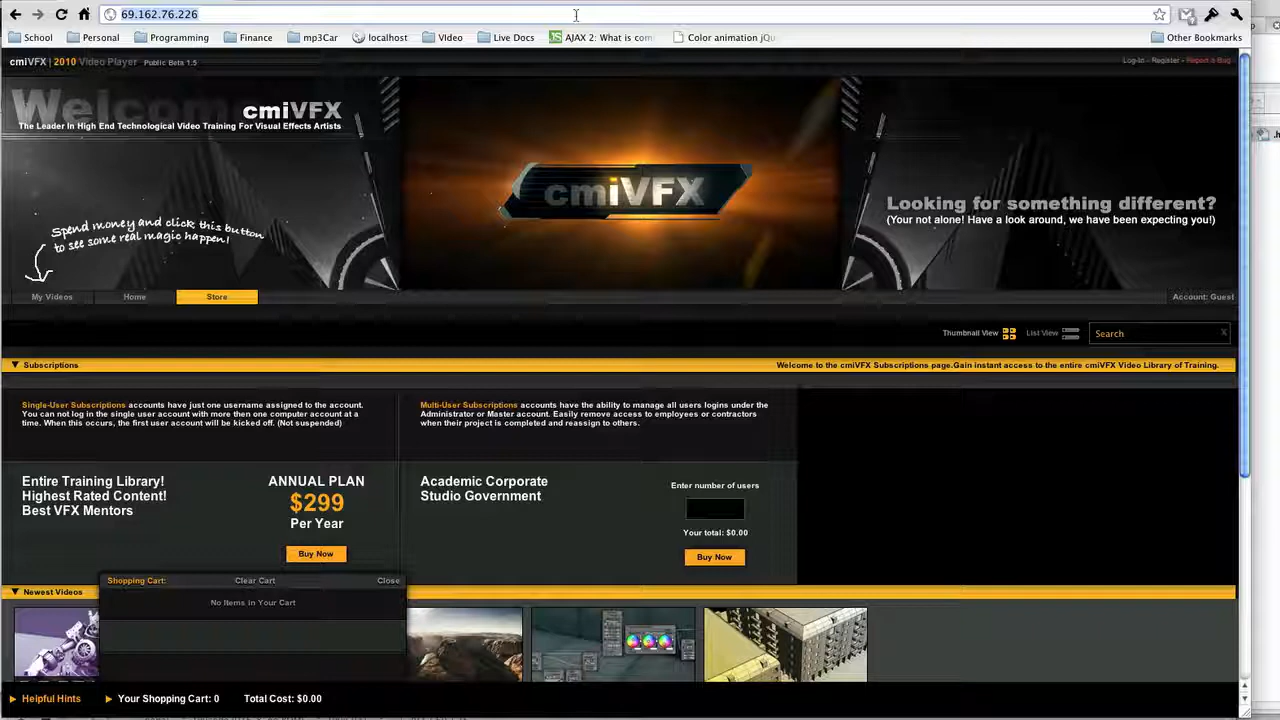 69.162.76.226
School Personal Programming Finance mp3Car localhost Video Live Docs AJAX 2: What is com Color animation jQu Other Bookmarks
cmiVFX | 2010 Video Player Public Beta 1.5
Log-In - Register - Report a Bug
Welcom
cmiVFX
The Leader In High End Technological Video Training For Visual Effects Artists
cmiVFX
Looking for something different?
(Your not alone! Have a look around, we have been expecting you!)
Spend money and click this button
to see some real magic happen!
My Videos Home Store Account: Guest
Thumbnail View List View Search X
Subscriptions Welcome to the cmiVFX Subscriptions page.Gain instant access to the entire cmiVFX Video Library of Training.
Single-User Subscriptions accounts have just one username assigned to the account.
You can not log in the single user account with more then one computer account at a
time. When this occurs, the first user account will be kicked off. (Not suspended)
Multi-User Subscriptions accounts have the ability to manage all users logins under the
Administrator or Master account. Easily remove access to employees or contractors
when their project is completed and reassign to others.
Entire Training Library!
Highest Rated Content!
Best VFX Mentors
ANNUAL PLAN
$299
Per Year
Buy Now
Academic Corporate
Studio Government
Enter number of users
Your total: $0.00
Buy Now
Shopping Cart: Clear Cart Close
No Items In Your Cart
Newest Videos
Helpful Hints Your Shopping Cart: 0 Total Cost: $0.00